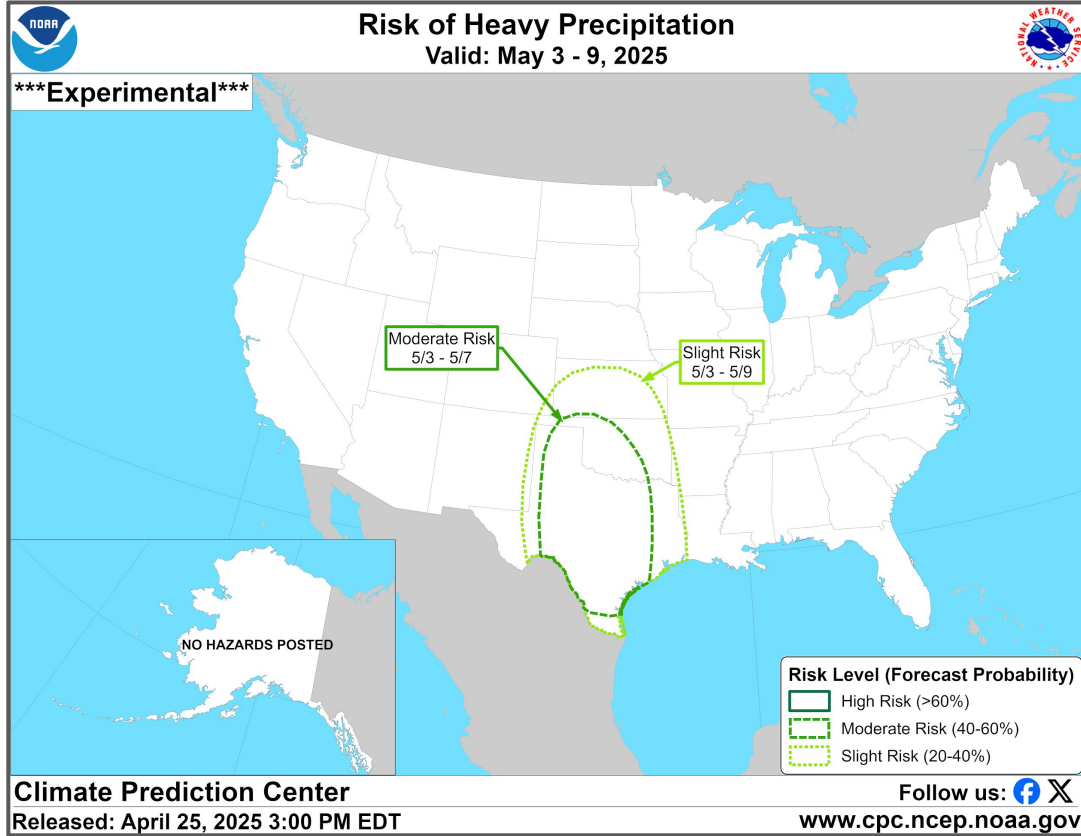 NOAA
Risk of Heavy Precipitation
Valid: May 3 - 9, 2025
NATIONAL WEATHER SERVICE
***Experimental***
Moderate Risk
5/3 - 5/7
Slight Risk
5/3 - 5/9
NO HAZARDS POSTED
Risk Level (Forecast Probability)
High Risk (>60%)
Moderate Risk (40-60%)
Slight Risk (20-40%)
Climate Prediction Center
Follow us:
Released: April 25, 2025 3:00 PM EDT
www.cpc.ncep.noaa.gov